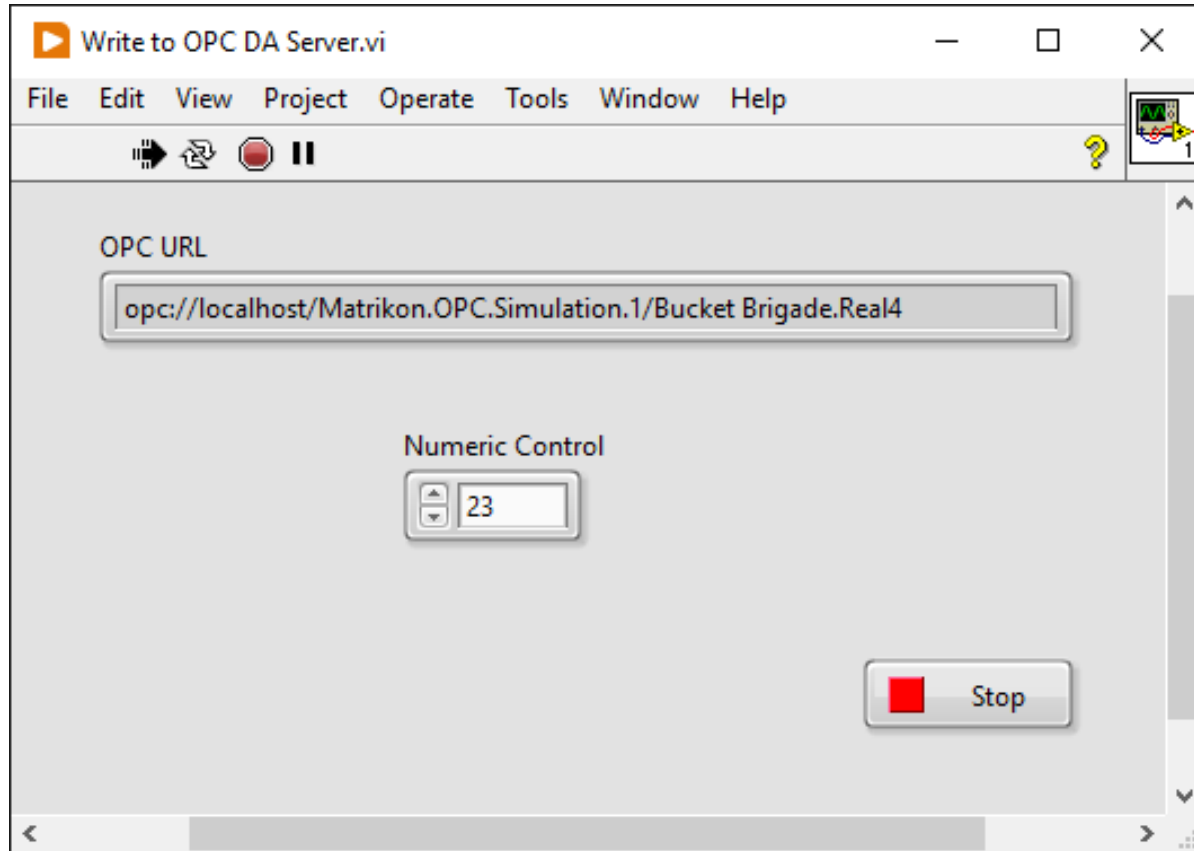 Write to OPC DA Server.vi
File Edit View Project Operate Tools Window Help
1
OPC URL
opc://localhost/Matrikon.OPC.Simulation.1/Bucket Brigade.Real4
Numeric Control
23
Stop